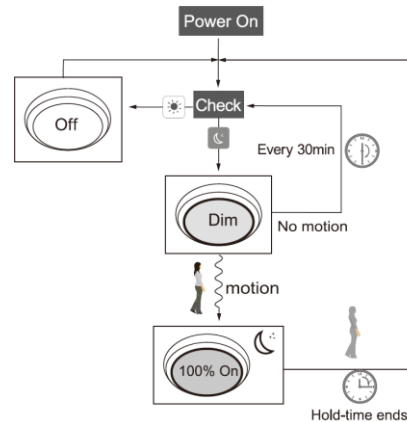 Power On
Check
Off
Every 30min
Dim
No motion
motion
100% On
Hold-time ends